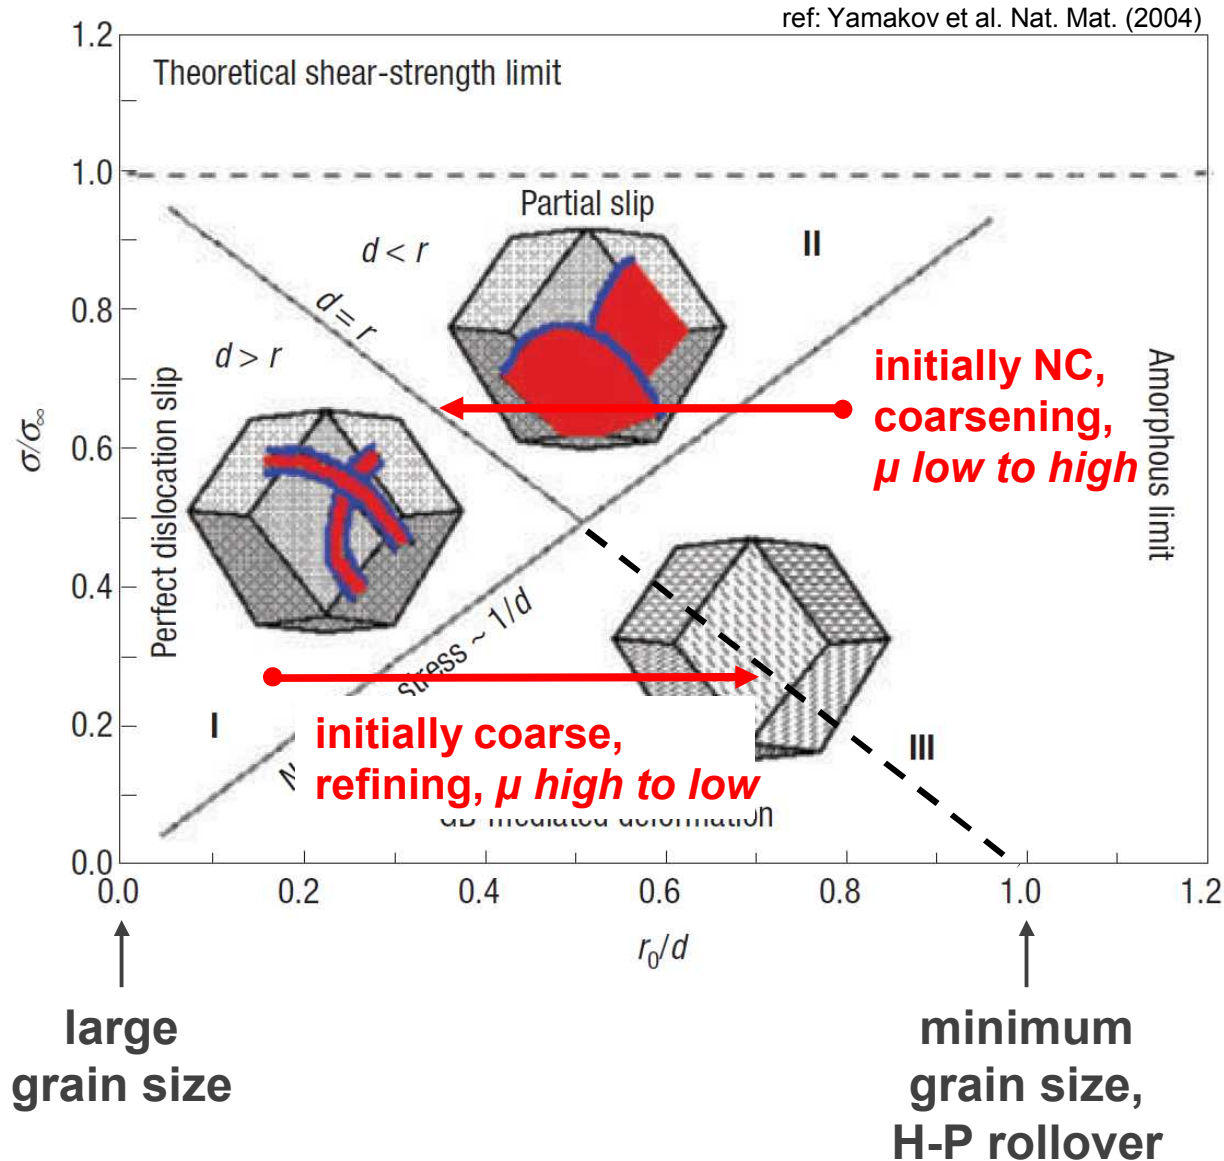 ref: Yamakov et al. Nat. Mat. (2004)
1.2
Theoretical shear-strength limit
1.0
Partial slip
II
d < r
0.8
d = r
d > r
initially NC,
coarsening,
μ low to high
Amorphous limit
σ/σ∞
0.6
Perfect dislocation slip
0.4
stress ~ 1/d
I
initially coarse,
refining, μ high to low
0.2
III
0.0
0.0
0.2
0.4
0.6
0.8
1.0
1.2
r0/d
large
grain size
minimum
grain size,
H-P rollover